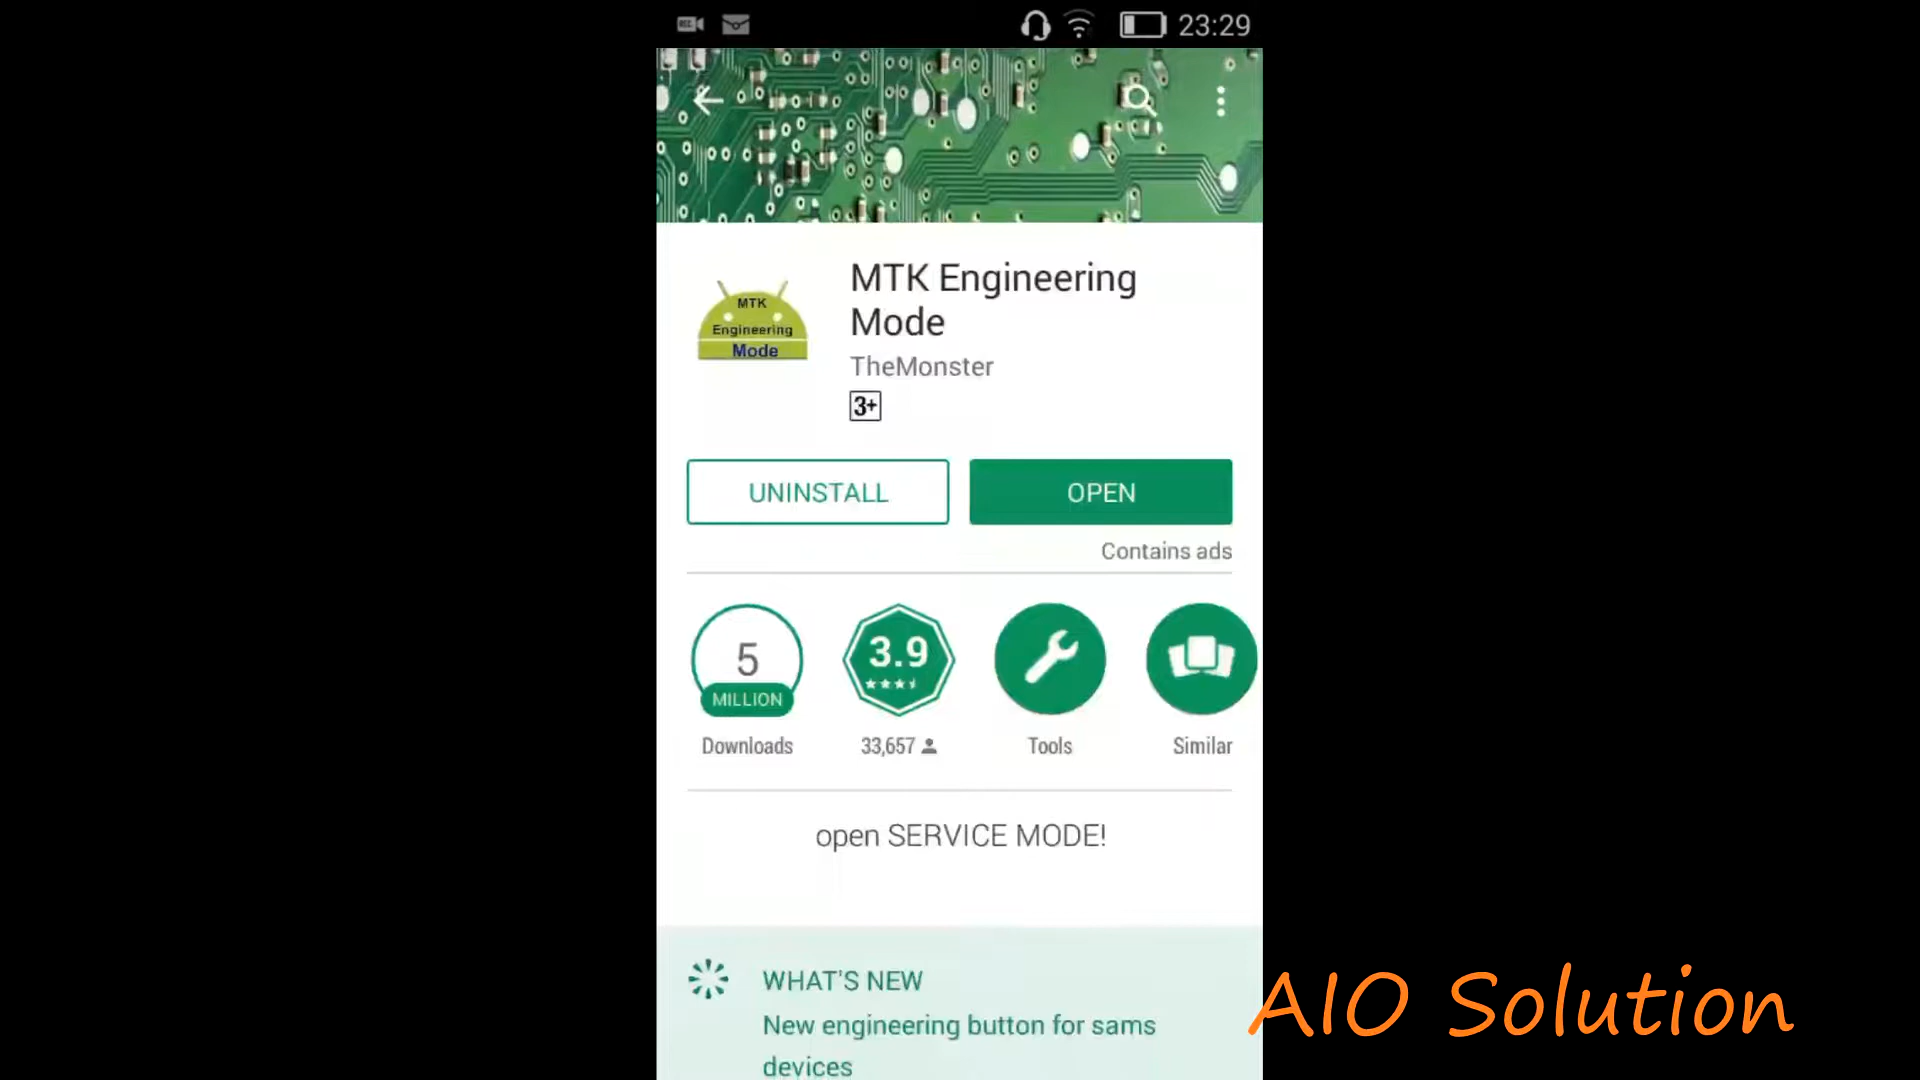 23:29
MTK Engineering
Mode
TheMonster
3+
MTK
Engineering
Mode
UNINSTALL
OPEN
Contains ads
5
MILLION
3.9
Downloads
33,657
Tools
Similar
open SERVICE MODE!
WHAT'S NEW
New engineering button for sams
devices
AIO Solution